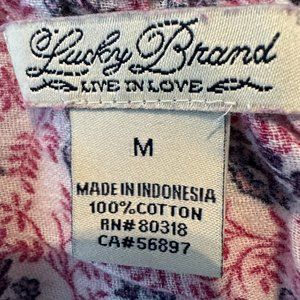 Lucky Brand
LIVE IN LOVE
M
MADE IN INDONESIA
100%COTTON
RN#80318
CA#56897